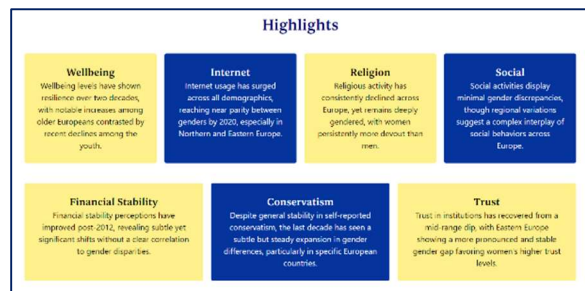 Highlights
Wellbeing
Wellbeing levels have shown
resilience over two decades,
with notable increases among
older Europeans contrasted by
recent declines among the
youth.
Internet
Internet usage has surged
across all demographics,
reaching near parity between
genders by 2020, especially in
Northern and Eastern Europe.
Religion
Religious activity has
consistently declined across
Europe, yet remains deeply
gendered, with women
persistently more devout than
men.
Social
Social activities display
minimal gender discrepancies,
though regional variations
suggest a complex interplay of
social behaviors across
Europe.
Financial Stability
Financial stability perceptions have
improved post-2012, revealing subtle yet
significant shifts without a clear correlation
to gender disparities.
Conservatism
Despite general stability in self-reported
conservatism, the last decade has seen a
subtle but steady expansion in gender
differences, particularly in specific European
countries.
Trust
Trust in institutions has recovered from a
mid-range dip, with Eastern Europe
showing a more pronounced and stable
gender gap favoring women's higher trust
levels.